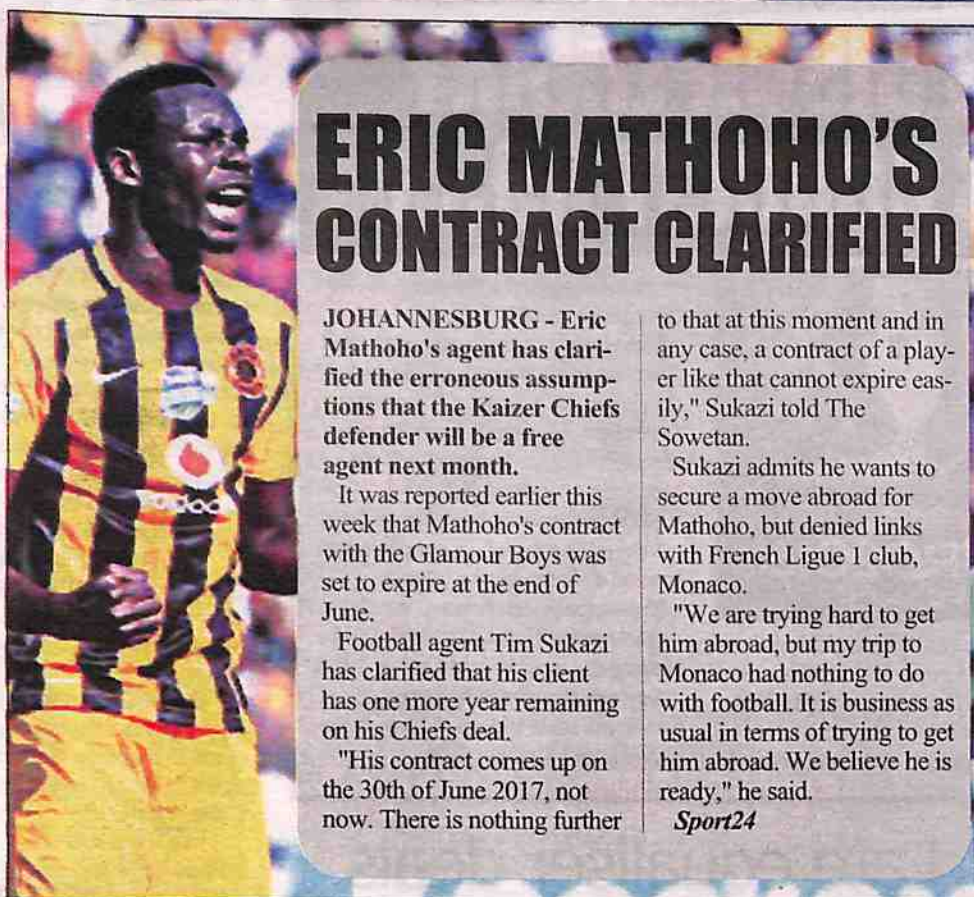 ERIC MATHOHO'S
CONTRACT CLARIFIED
JOHANNESBURG - Eric
Mathoho's agent has clari-
fied the erroneous assump-
tions that the Kaizer Chiefs
defender will be a free
agent next month.
It was reported earlier this
week that Mathoho's contract
with the Glamour Boys was
set to expire at the end of
June.
Football agent Tim Sukazi
has clarified that his client
has one more year remaining
on his Chiefs deal.
"His contract comes up on
the 30th of June 2017, not
now. There is nothing further
to that at this moment and in
any case, a contract of a play-
er like that cannot expire eas-
ily," Sukazi told The
Sowetan.
Sukazi admits he wants to
secure a move abroad for
Mathoho, but denied links
with French Ligue 1 club,
Monaco.
"We are trying hard to get
him abroad, but my trip to
Monaco had nothing to do
with football. It is business as
usual in terms of trying to get
him abroad. We believe he is
ready," he said.
Sport24